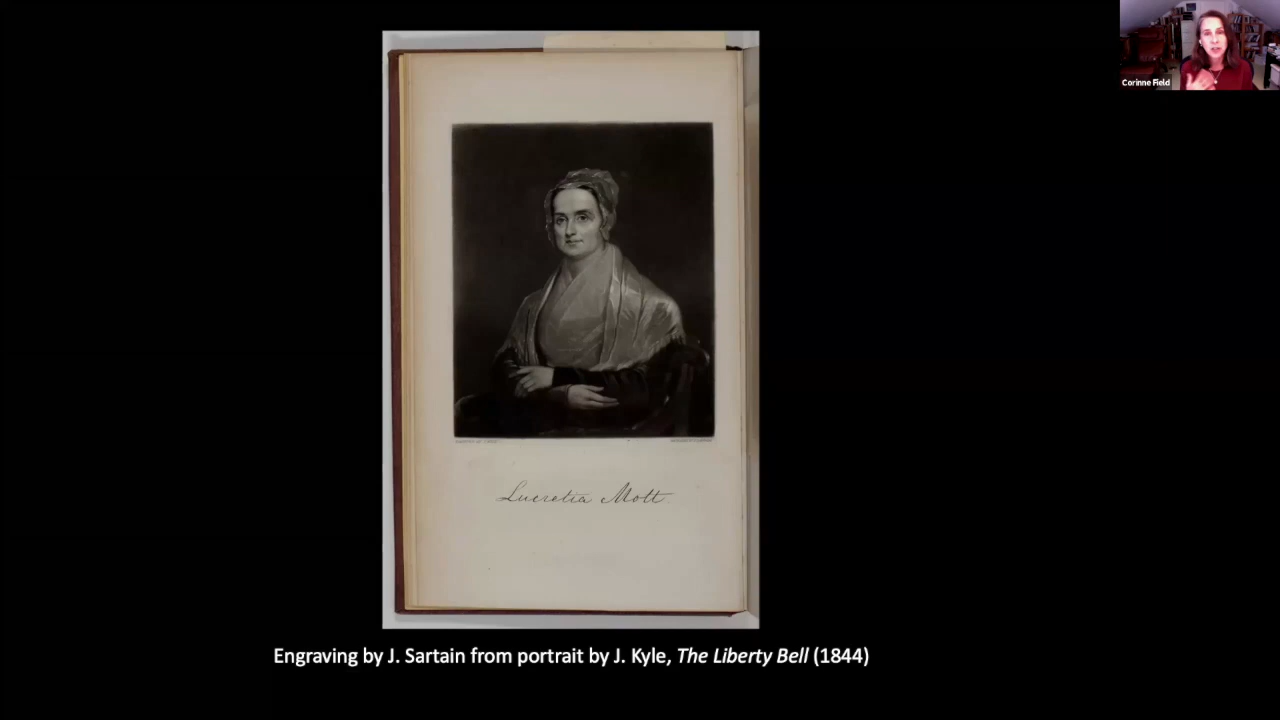 Corinne Field
Lucretia Mott.
Engraving by J. Sartain from portrait by J. Kyle, The Liberty Bell (1844)